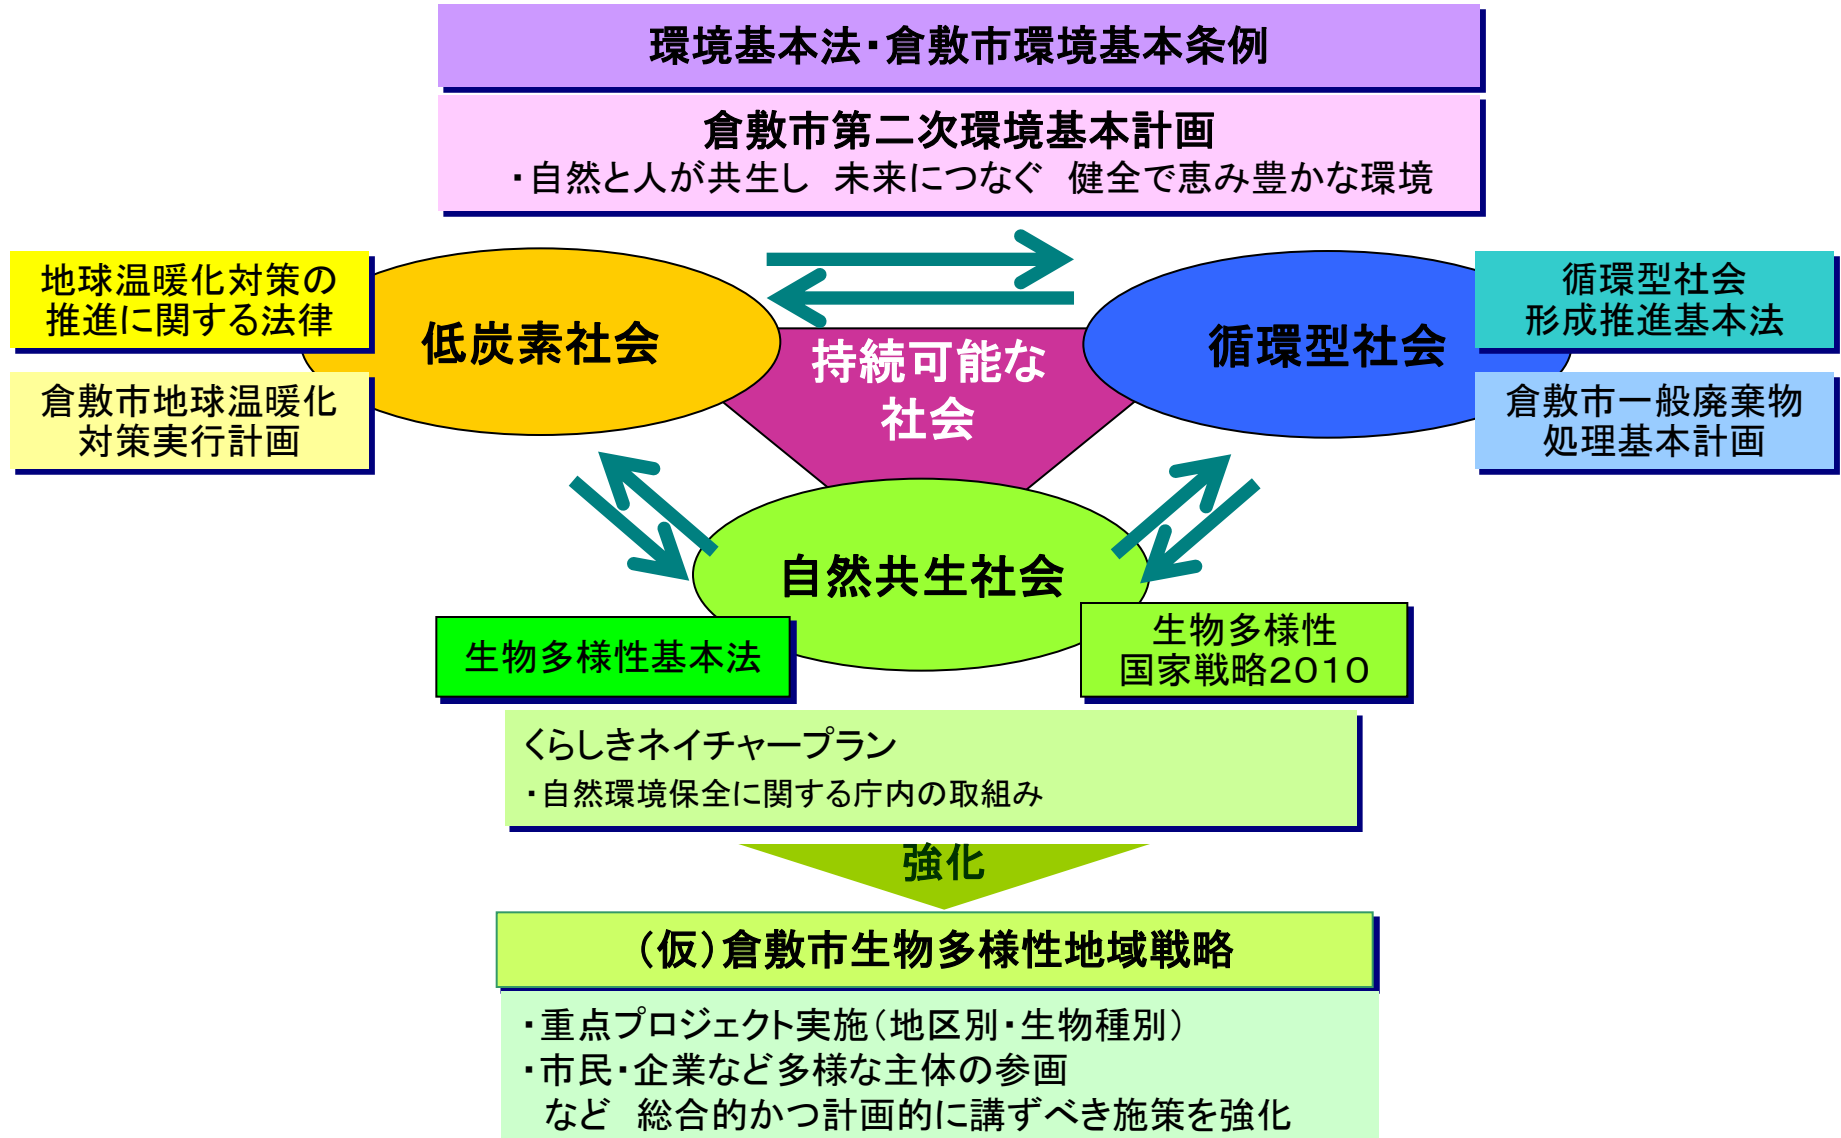 環境基本法・倉敷市環境基本条例
倉敷市第二次環境基本計画
・自然と人が共生し　未来につなぐ　健全で恵み豊かな環境
地球温暖化対策の
推進に関する法律
倉敷市地球温暖化
対策実行計画
低炭素社会
持続可能な
社会
循環型社会
循環型社会
形成推進基本法
倉敷市一般廃棄物
処理基本計画
自然共生社会
生物多様性基本法
生物多様性
国家戦略2010
くらしきネイチャープラン
・自然環境保全に関する庁内の取組み
強化
（仮）倉敷市生物多様性地域戦略
・重点プロジェクト実施（地区別・生物種別）
・市民・企業など多様な主体の参画
など　総合的かつ計画的に講ずべき施策を強化